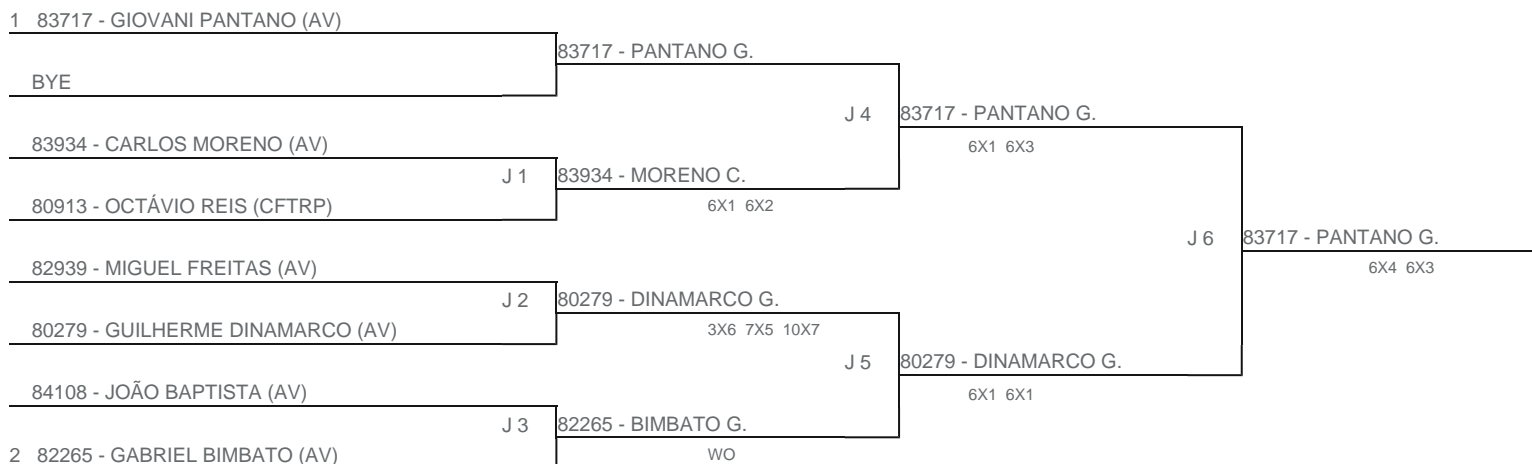 1 83717 - GIOVANI PANTANO (AV)
83717 - PANTANO G.
BYE
J 4
83717 - PANTANO G.
83934 - CARLOS MORENO (AV)
6X1 6X3
J 1
83934 - MORENO C.
80913 - OCTÁVIO REIS (CFTRP)
6X1 6X2
J 6
83717 - PANTANO G.
82939 - MIGUEL FREITAS (AV)
6X4 6X3
J 2
80279 - DINAMARCO G.
80279 - GUILHERME DINAMARCO (AV)
3X6 7X5 10X7
J 5
80279 - DINAMARCO G.
84108 - JOÃO BAPTISTA (AV)
6X1 6X1
J 3
82265 - BIMBATO G.
2 82265 - GABRIEL BIMBATO (AV)
WO